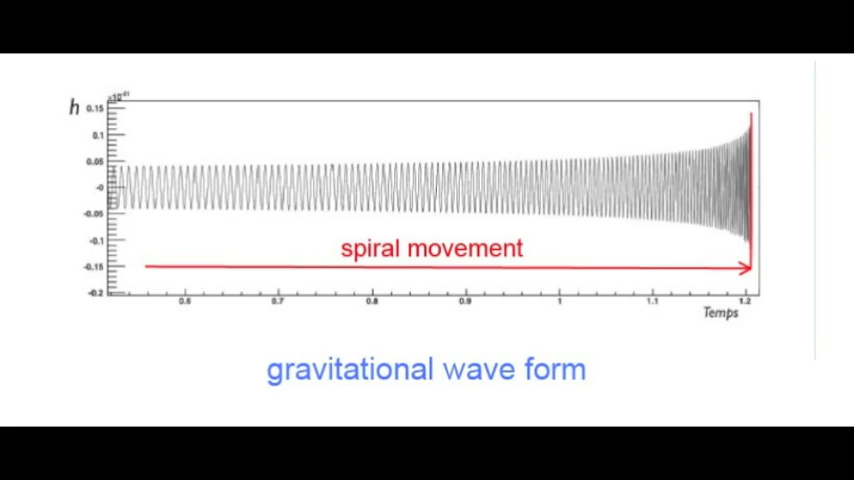 h
0.15
0.1
0.05
-0
-0.05
-0.1
-0.15
-0.2
spiral movement
0.6 0.7 0.8 0.9 1 1.1 1.2
Temps
gravitational wave form